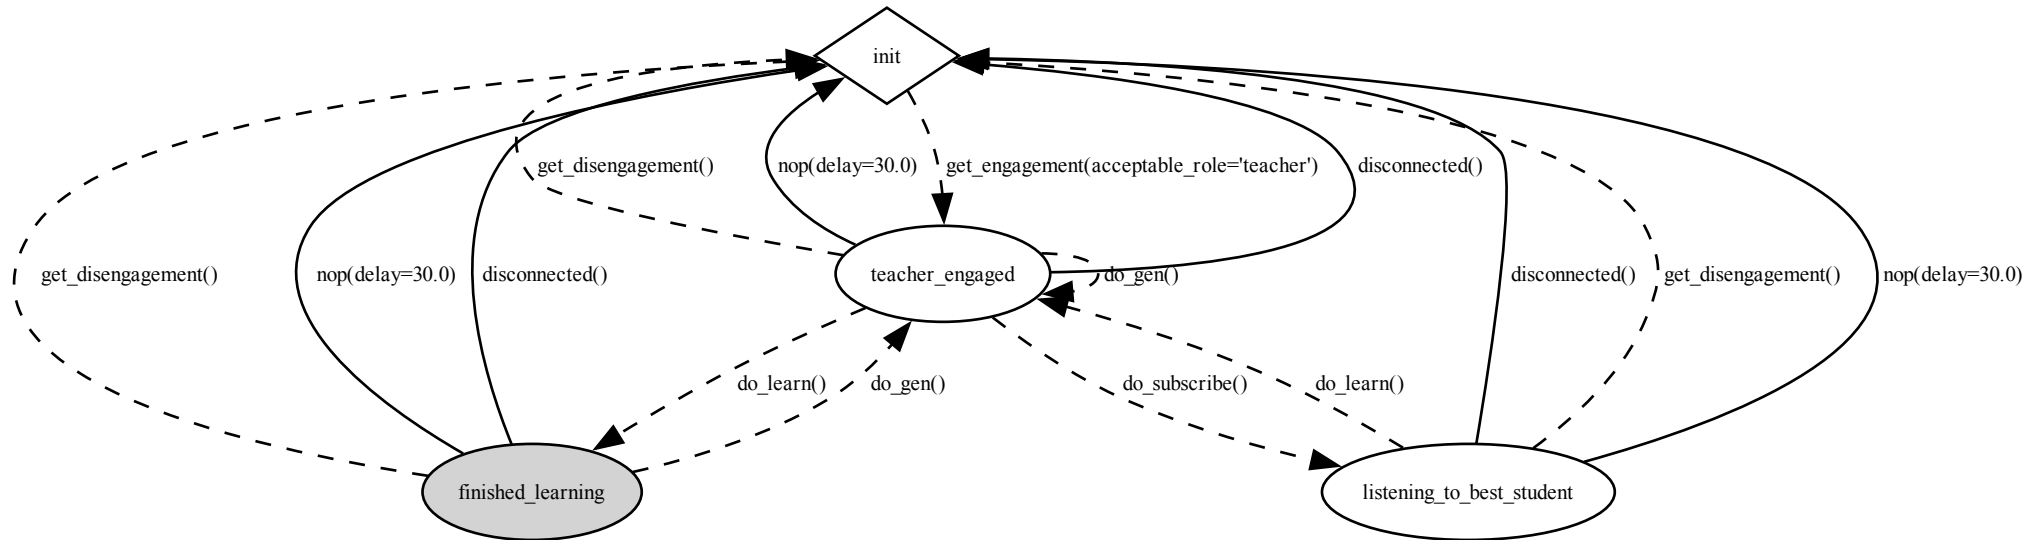 init
get_disengagement()
nop(delay=30.0)
get_engagement(acceptable_role='teacher')
disconnected()
get_disengagement()
nop(delay=30.0)
disconnected()
teacher_engaged
do_gen()
disconnected()
get_disengagement()
nop(delay=30.0)
do_learn()
do_gen()
do_subscribe()
do_learn()
finished_learning
listening_to_best_student